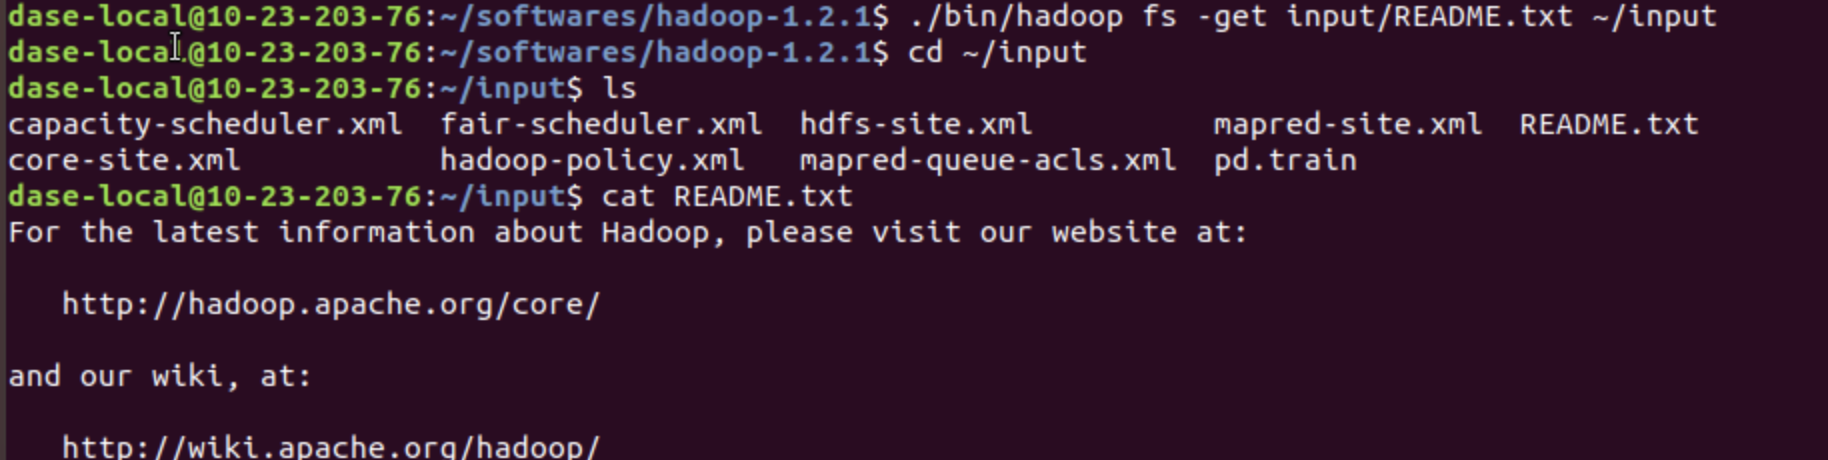 dase-local@10-23-203-76:~/softwares/hadoop-1.2.1$ ./bin/hadoop fs -get input/README.txt ~/input
dase-local@10-23-203-76:~/softwares/hadoop-1.2.1$ cd ~/input
dase-local@10-23-203-76:~/input$ ls
capacity-scheduler.xml  fair-scheduler.xml  hdfs-site.xml          mapred-site.xml  README.txt
core-site.xml           hadoop-policy.xml   mapred-queue-acls.xml  pd.train
dase-local@10-23-203-76:~/input$ cat README.txt
For the latest information about Hadoop, please visit our website at:
   http://hadoop.apache.org/core/
and our wiki, at:
   http://wiki.apache.org/hadoop/